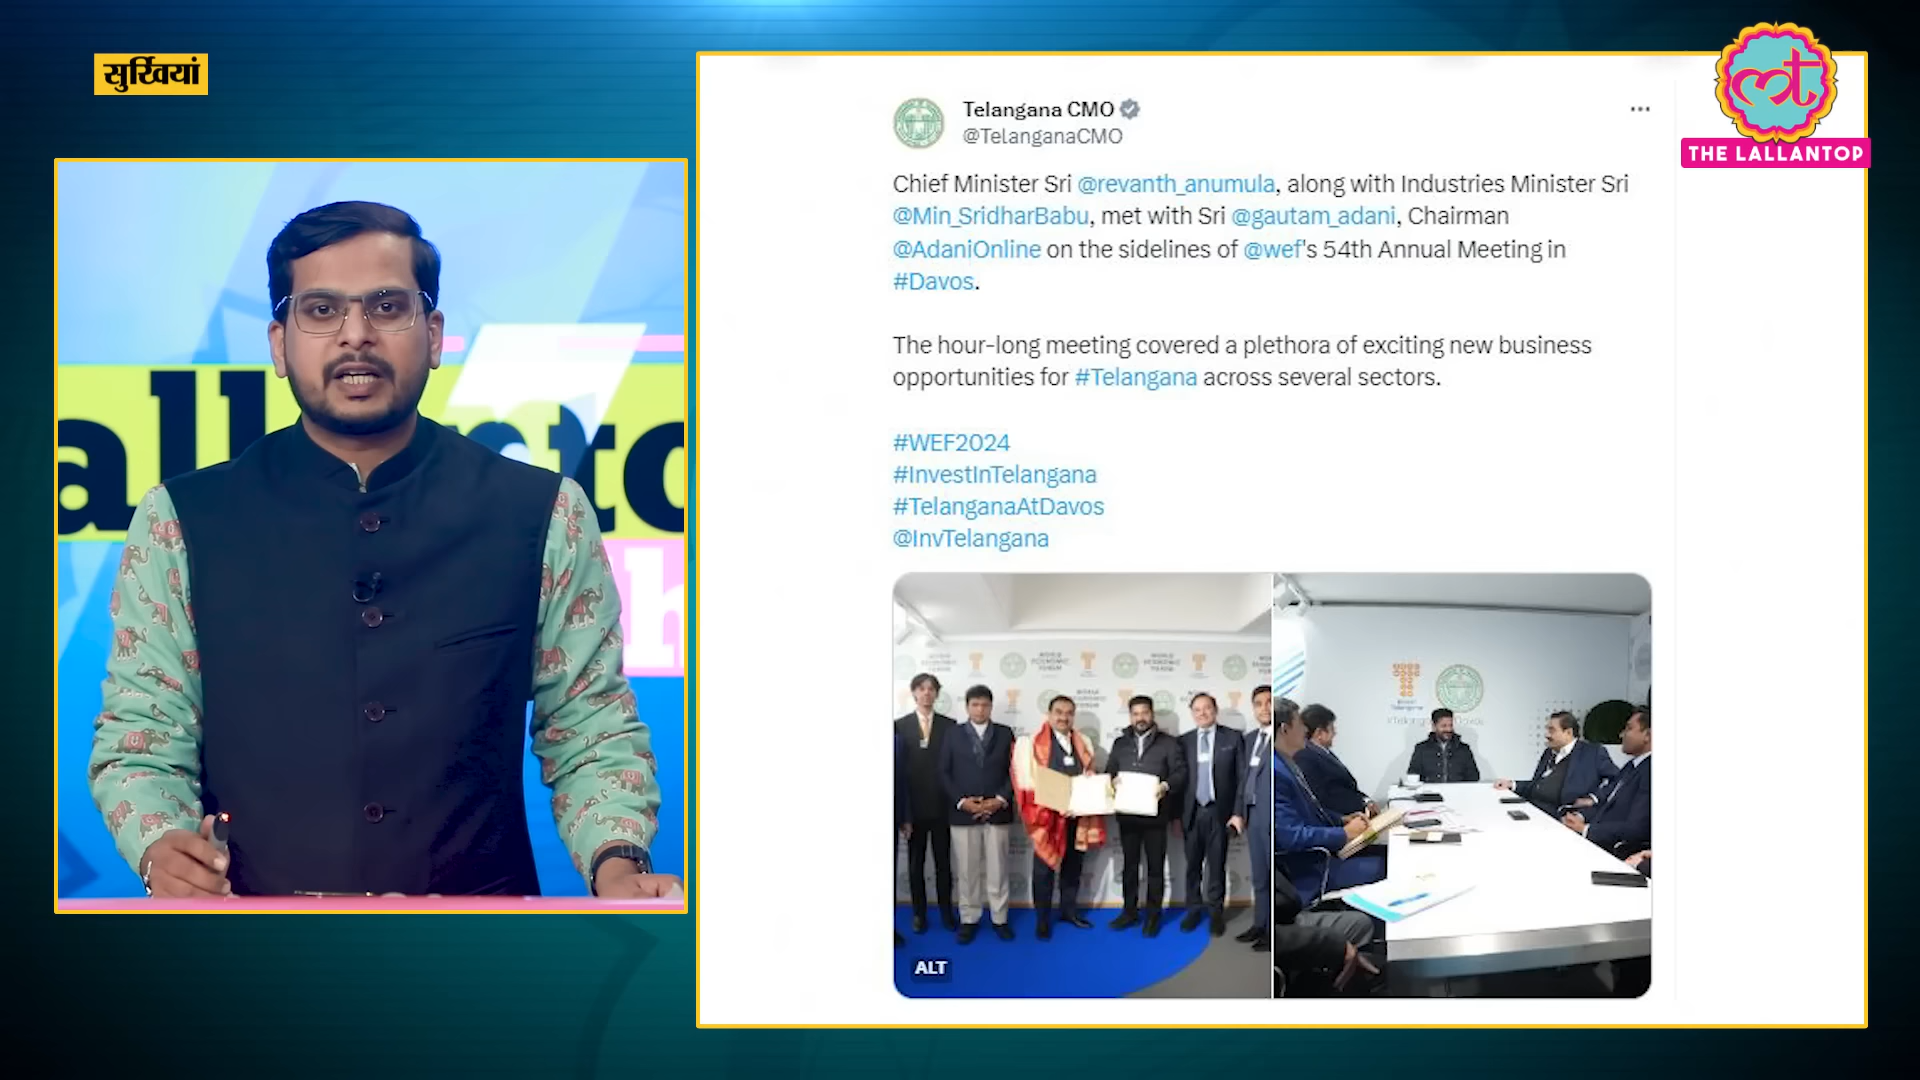 सुर्खियां
THE LALLANTOP
Telangana CMO
@TelanganaCMO
Chief Minister Sri @revanth_anumula, along with Industries Minister Sri
@Min_SridharBabu, met with Sri @gautam_adani, Chairman
@AdaniOnline on the sidelines of @wef's 54th Annual Meeting in
#Davos.
The hour-long meeting covered a plethora of exciting new business
opportunities for #Telangana across several sectors.
#WEF2024
#InvestInTelangana
#TelanganaAtDavos
@InvTelangana
ALT